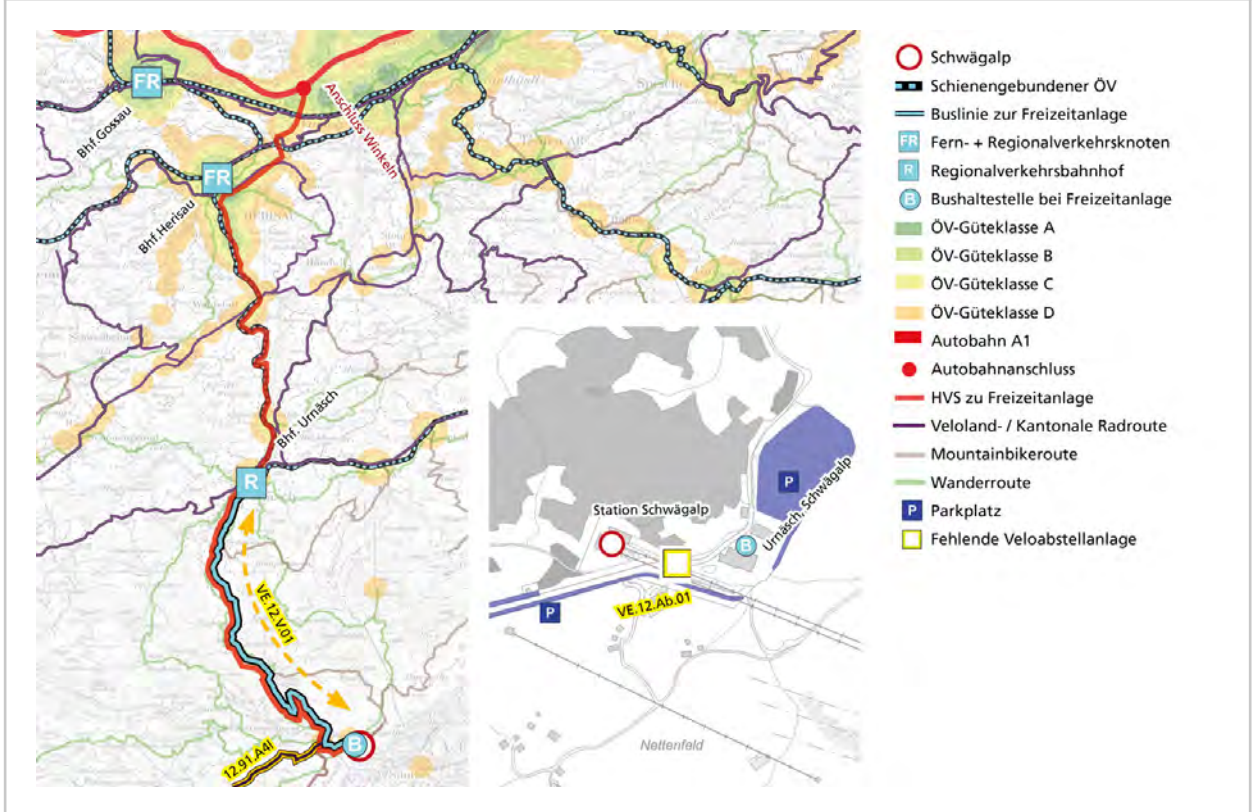 FR
Bhf. Gossau
Anschluss Winkeln
FR
Bhf. Herisau
HERISAU
Bhf. Urnäsch
R
VE.12.V.01
12.91.A4l
B
Station Schwägalp
P
Urnäsch, Schwägalp
B
VE.12.Ab.01
P
Nettenfeld
Schwägalp
Schienengebundener ÖV
Buslinie zur Freizeitanlage
FR Fern- + Regionalverkehrsknoten
R Regionalverkehrsbahnhof
B Bushaltestelle bei Freizeitanlage
ÖV-Güteklasse A
ÖV-Güteklasse B
ÖV-Güteklasse C
ÖV-Güteklasse D
Autobahn A1
Autobahnanschluss
HVS zu Freizeitanlage
Veloland- / Kantonale Radroute
Mountainbikeroute
Wanderroute
P Parkplatz
Fehlende Veloabstellanlage